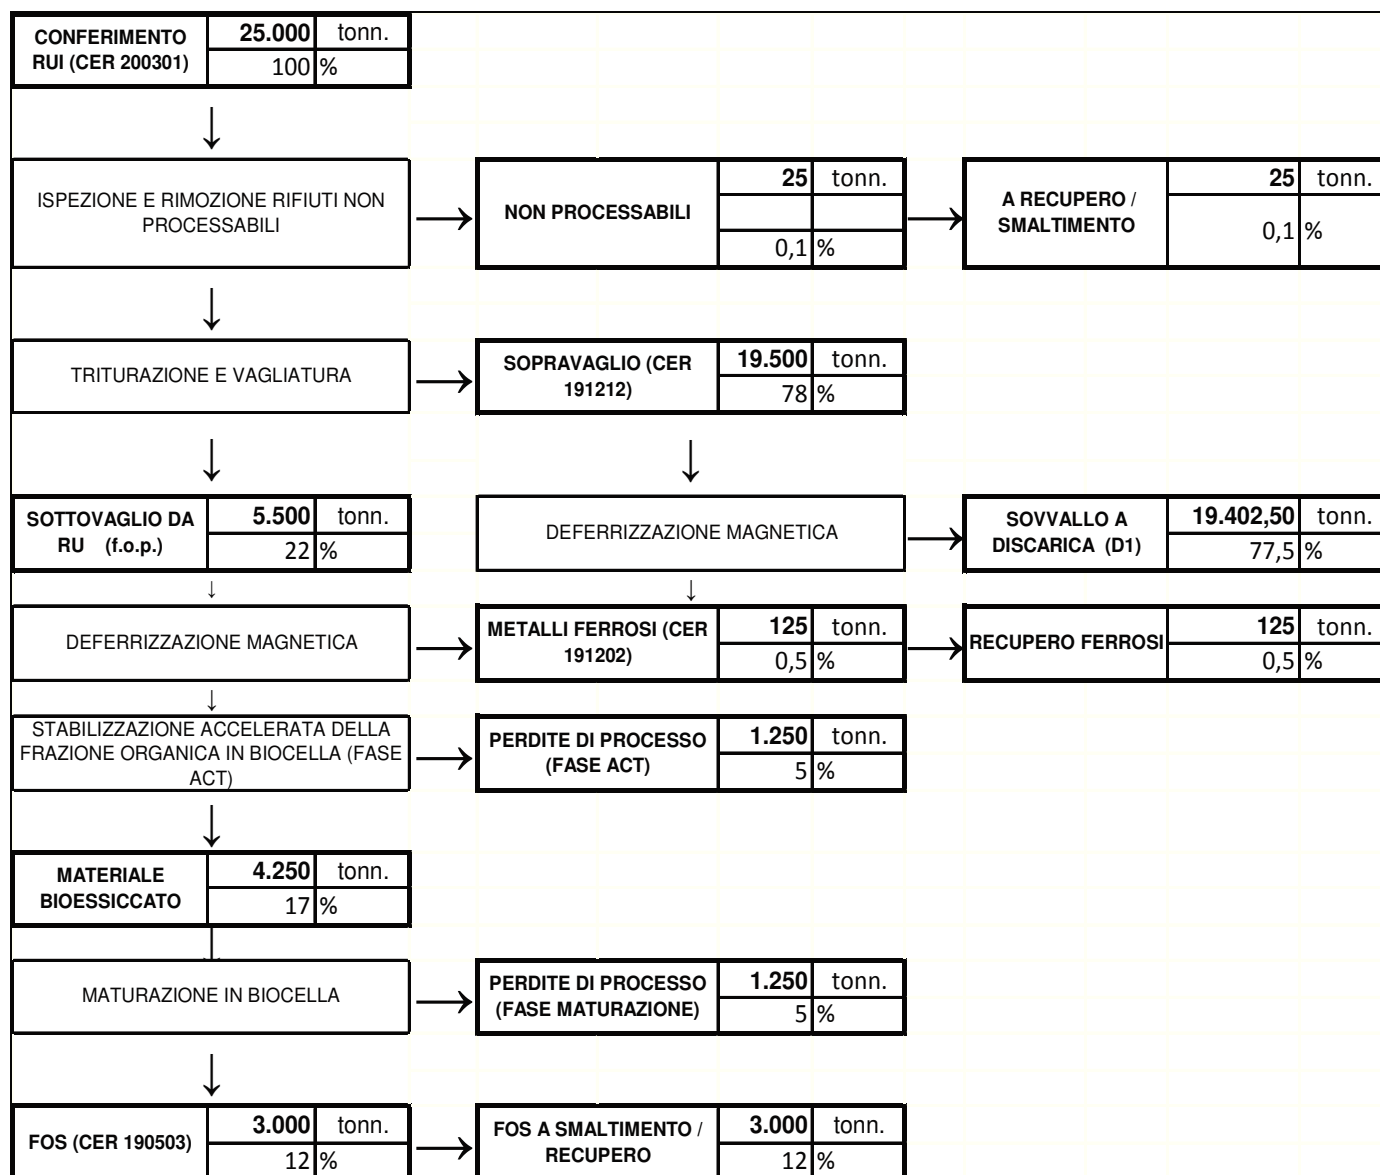 CONFERIMENTO
RUI (CER 200301)
25.000 tonn.
100 %
↓
ISPEZIONE E RIMOZIONE RIFIUTI NON
PROCESSABILI
→
NON PROCESSABILI
25 tonn.
0,1 %
→
A RECUPERO /
SMALTIMENTO
25 tonn.
0,1 %
↓
TRITURAZIONE E VAGLIATURA
→
SOPRAVAGLIO (CER
191212)
19.500 tonn.
78 %
↓
↓
SOTTOVAGLIO DA
RU (f.o.p.)
5.500 tonn.
22 %
DEFERRIZZAZIONE MAGNETICA
→
SOVVALLO A
DISCARICA (D1)
19.402,50 tonn.
77,5 %
↓
↓
DEFERRIZZAZIONE MAGNETICA
→
METALLI FERROSI (CER
191202)
125 tonn.
0,5 %
→
RECUPERO FERROSI
125 tonn.
0,5 %
↓
STABILIZZAZIONE ACCELERATA DELLA
FRAZIONE ORGANICA IN BIOCELLA (FASE
ACT)
→
PERDITE DI PROCESSO
(FASE ACT)
1.250 tonn.
5 %
↓
MATERIALE
BIOESSICCATO
4.250 tonn.
17 %
MATURAZIONE IN BIOCELLA
→
PERDITE DI PROCESSO
(FASE MATURAZIONE)
1.250 tonn.
5 %
↓
FOS (CER 190503)
3.000 tonn.
12 %
→
FOS A SMALTIMENTO /
RECUPERO
3.000 tonn.
12 %